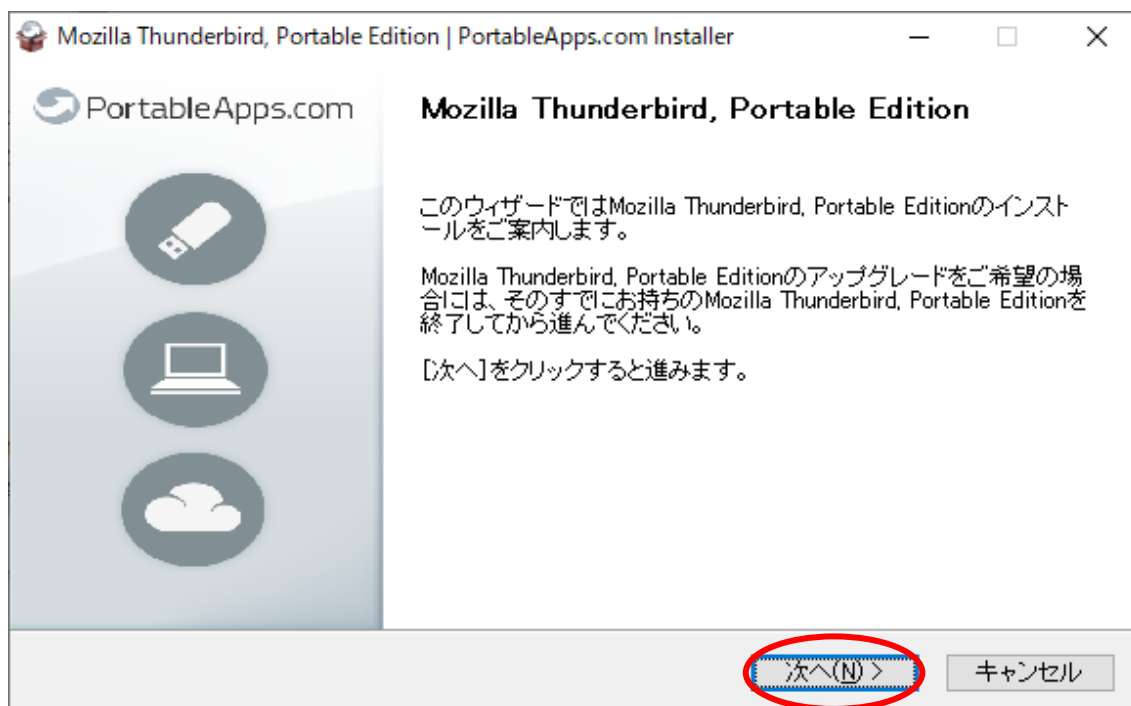 Mozilla Thunderbird, Portable Edition | PortableApps.com Installer
PortableApps.com
Mozilla Thunderbird, Portable Edition
このウィザードではMozilla Thunderbird, Portable Editionのインスト
ールをご案内します。
Mozilla Thunderbird, Portable Editionのアップグレードをご希望の場
合には、そのすでにお持ちのMozilla Thunderbird, Portable Editionを
終了してから進んでください。
[次へ]をクリックすると進みます。
次へ(N) >
キャンセル